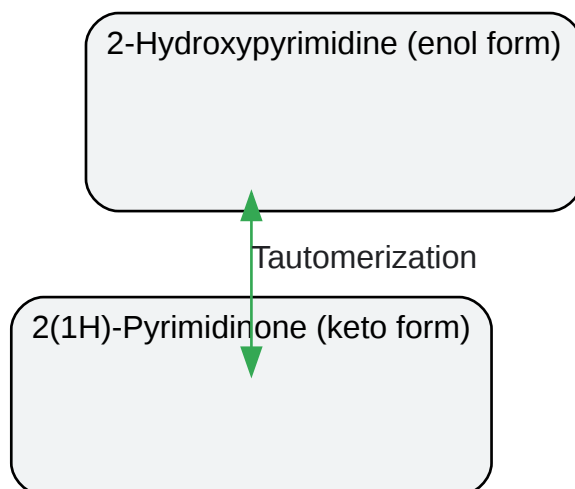 2-Hydroxypyrimidine (enol form)
Tautomerization
2(1H)-Pyrimidinone (keto form)